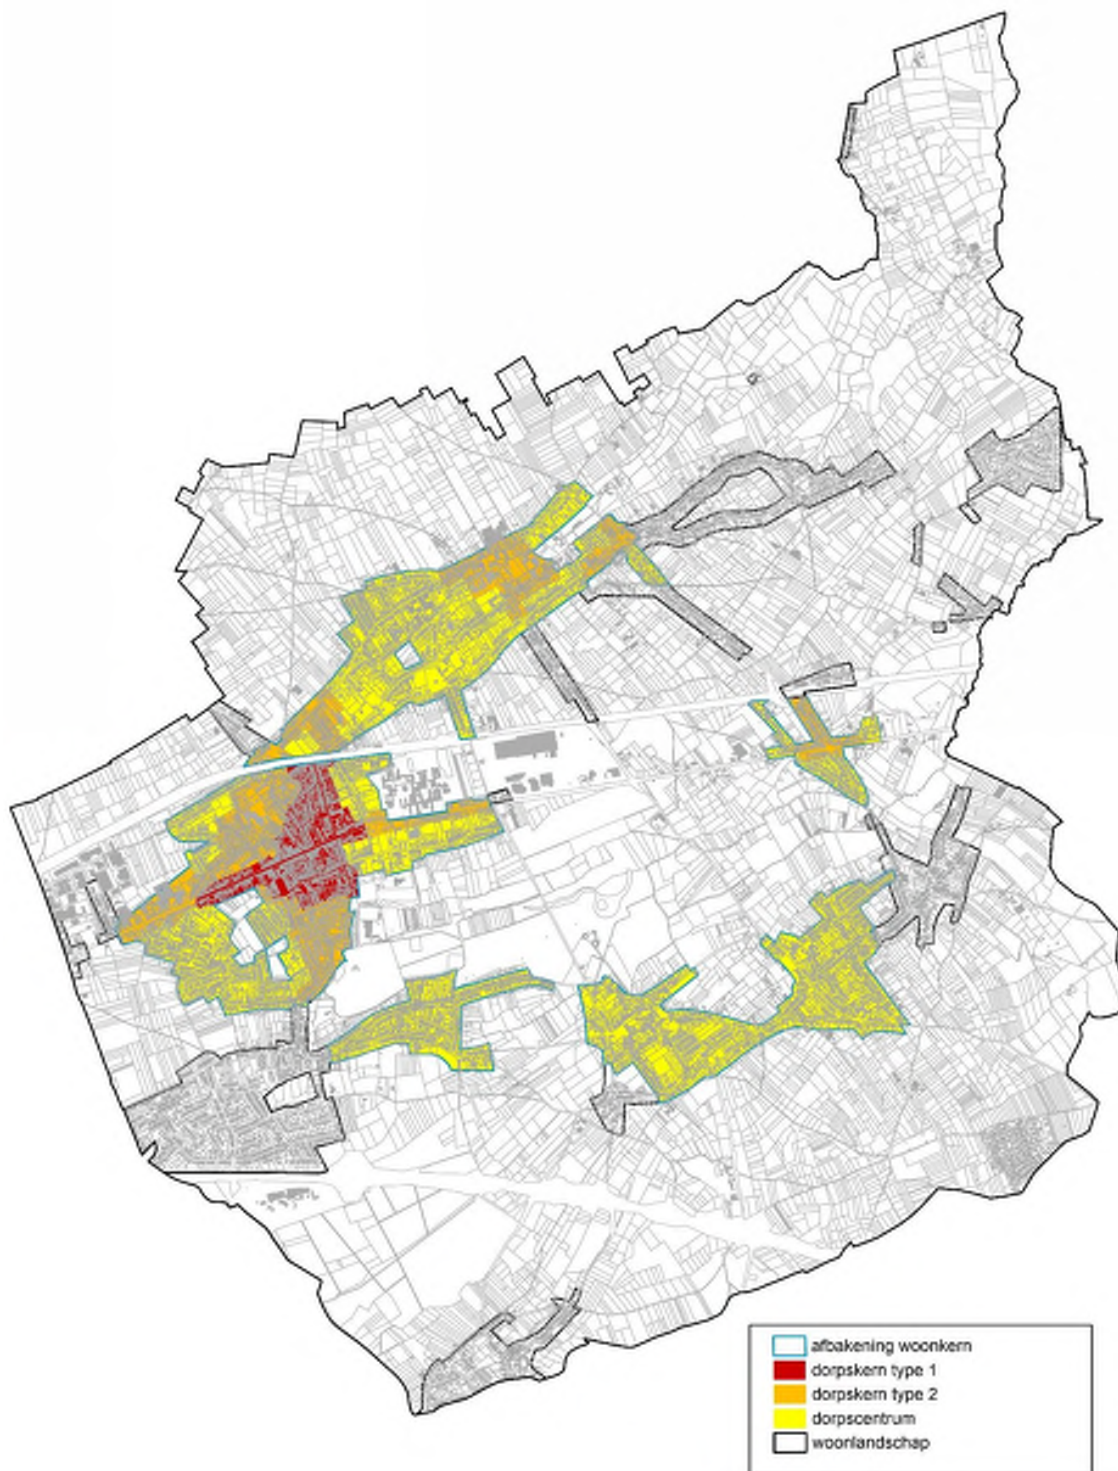 afbakening woonkern
dorpskern type 1
dorpskern type 2
dorpscentrum
woonlandschap